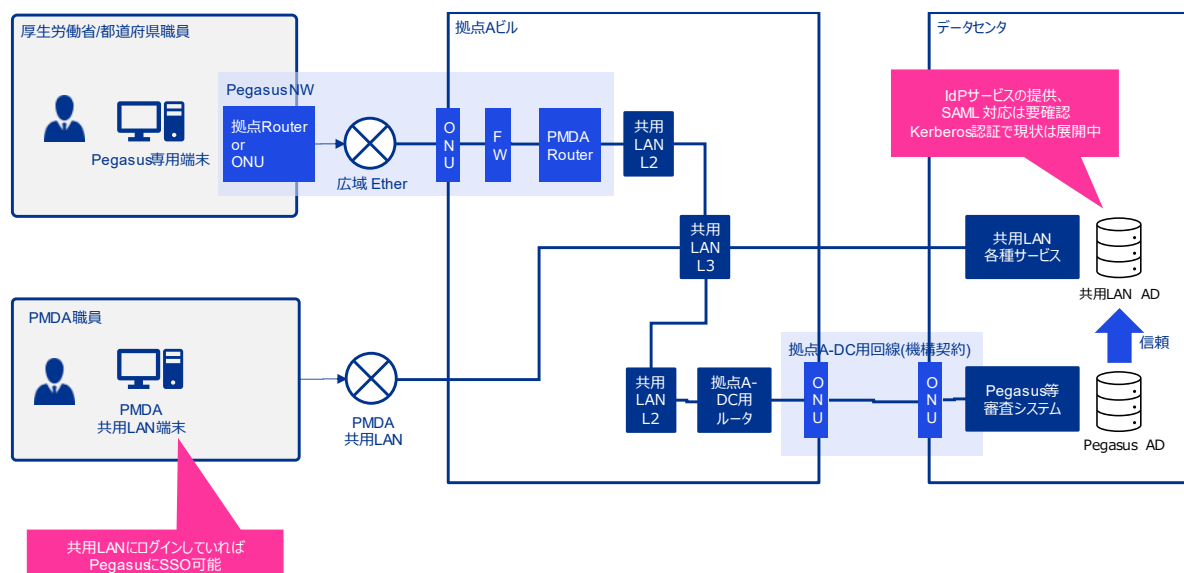 厚生労働省/都道府県職員
Pegasus専用端末
PegasusNW
拠点Router
or
ONU
広域 Ether
拠点Aビル
ONU
FW
PMDA
Router
共用
LAN
L2
共用
LAN
L3
データセンタ
IdPサービスの提供、
SAML 対応は要確認
Kerberos認証で現状は展開中
共用LAN
各種サービス
共用LAN AD
信頼
PMDA職員
PMDA
共用LAN端末
PMDA
共用LAN
共用
LAN
L2
拠点A-
DC用
ルータ
拠点A-DC用回線(機構契約)
ONU
ONU
Pegasus等
審査システム
Pegasus AD
共用LANにログインしていれば
PegasusにSSO可能